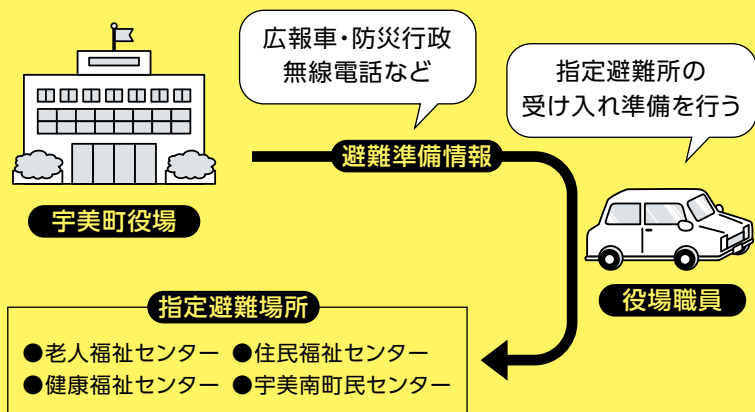 広報車・防災行政
無線電話など
指定避難所の
受け入れ準備を行う
避難準備情報
宇美町役場
役場職員
指定避難場所
●老人福祉センター ●住民福祉センター
●健康福祉センター ●宇美南町民センター